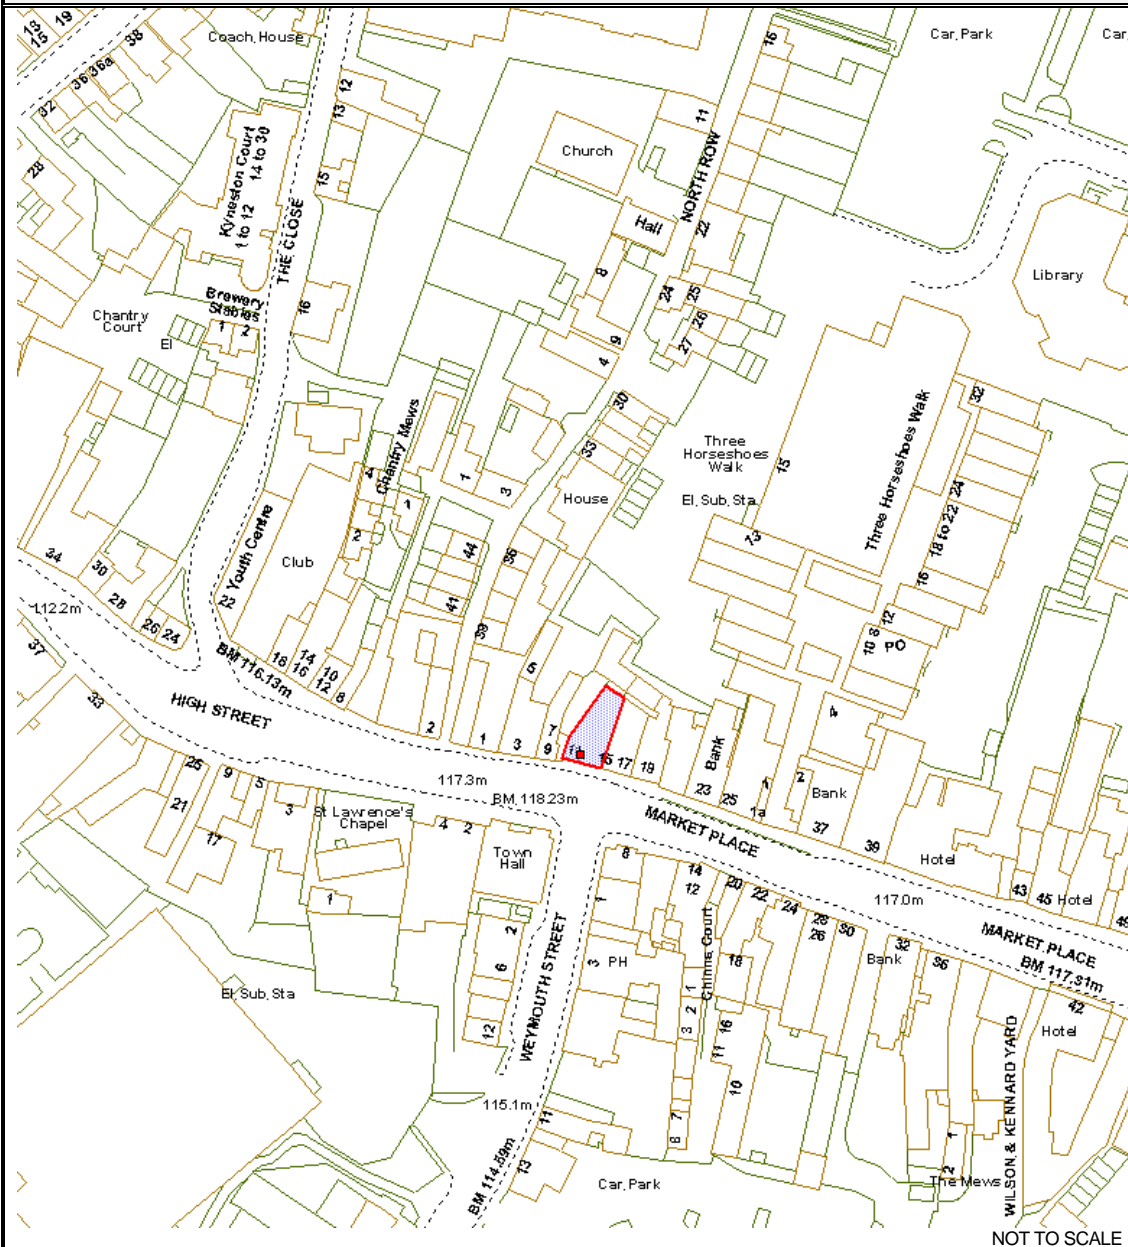 13
15
19
38
Coach, House
36 36a
32
28
12
13
15
Kyneston Court
1 to 12 14 to 30
THE CLOSE
16
Brewery
Stables
1 2
Chantry
Court
El
Church
Hall
11
16
NORTH ROW
22
8
9
4
24
25
26
27
Car, Park
Car,
Library
Three
Horseshoes
Walk
El, Sub, Sta
15
13
Three Horseshoes Walk
32
24
18 to 22
16
12
10 8
PO
4
30
33
House
Chantry Mews
4
1
2
1
3
44
41
36
39
5
Youth Centre
22
Club
34
30
28
26
24
112.2m
37
33
BM 116.13m
18
16
14
12
10
8
2
1
3
7
9
15
17
19
Bank
23
25
1a
2
Bank
37
39
Hotel
43
45
Hotel
49
HIGH STREET
117.3m
BM, 118.23m
MARKET PLACE
117.0m
MARKET PLACE
BM 117.31m
25
21
9
17
5
3
St Lawrence's
Chapel
1
4 2
Town
Hall
2
6
12
WEYMOUTH STREET
8
1
3
PH
14
12
20
22
24
28
26
30
32
Bank
36
42
Hotel
Chinns Court
18
1
2
3
16
11
10
7
6
El, Sub, Sta
115.1m
11
13
BM 114.59m
Car, Park
1
2
The Mews
WILSON & KENNARD YARD
NOT TO SCALE